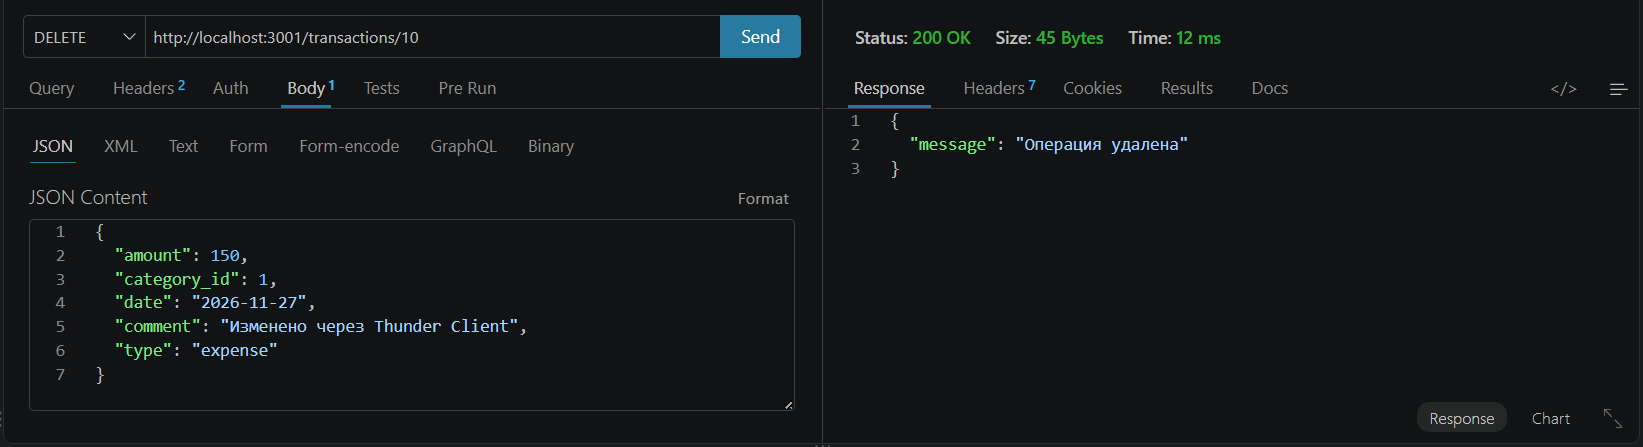 DELETE http://localhost:3001/transactions/10 Send
Query Headers 2 Auth Body 1 Tests Pre Run
JSON XML Text Form Form-encode GraphQL Binary
JSON Content Format
1 {
2 "amount": 150,
3 "category_id": 1,
4 "date": "2026-11-27",
5 "comment": "Изменено через Thunder Client",
6 "type": "expense"
7 }
Status: 200 OK Size: 45 Bytes Time: 12 ms
Response Headers 7 Cookies Results Docs </>
1 {
2 "message": "Операция удалена"
3 }
Response Chart